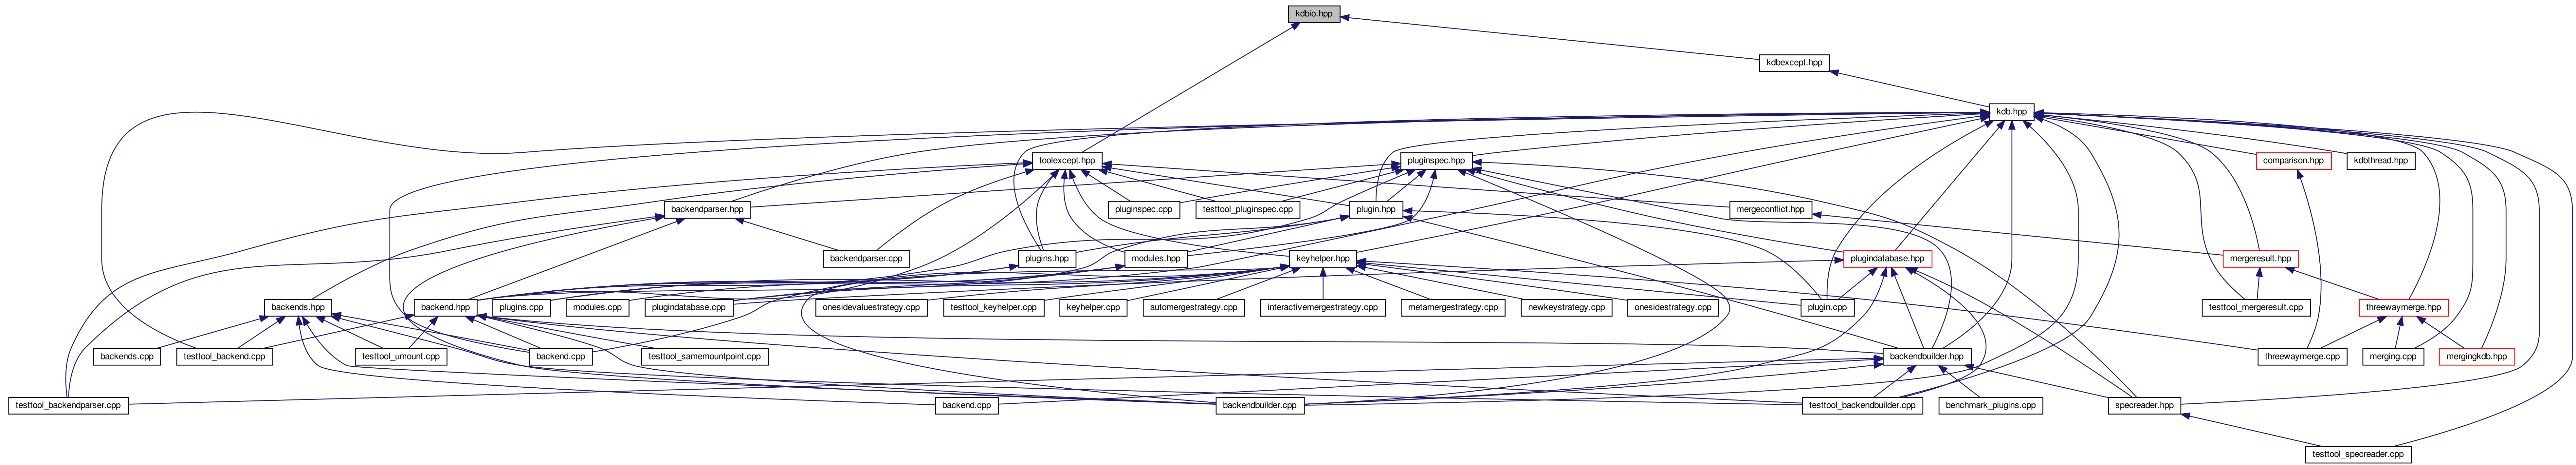 kdbio.hpp
kdbexcept.hpp
kdb.hpp
toolexcept.hpp
pluginspec.hpp
comparison.hpp
kdbthread.hpp
backendparser.hpp
pluginspec.cpp
testtool_pluginspec.cpp
plugin.hpp
mergeconflict.hpp
backendparser.cpp
plugins.hpp
modules.hpp
keyhelper.hpp
plugindatabase.hpp
mergeresult.hpp
backends.hpp
backend.hpp
plugins.cpp
modules.cpp
plugindatabase.cpp
onesidevaluestrategy.cpp
testtool_keyhelper.cpp
keyhelper.cpp
automergestrategy.cpp
interactivemergestrategy.cpp
metamergestrategy.cpp
newkeystrategy.cpp
onesidestrategy.cpp
plugin.cpp
testtool_mergeresult.cpp
threewaymerge.hpp
backends.cpp
testtool_backend.cpp
testtool_umount.cpp
backend.cpp
testtool_samemountpoint.cpp
backendbuilder.hpp
threewaymerge.cpp
merging.cpp
mergingkdb.hpp
testtool_backendparser.cpp
backendbuilder.cpp
backend.cpp
testtool_backendbuilder.cpp
benchmark_plugins.cpp
specreader.hpp
testtool_specreader.cpp